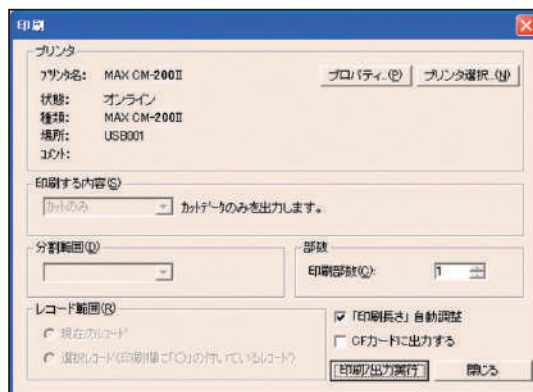 印刷
プリンタ
プリンタ名: MAX CM-200Ⅱ
プロパティ..(P)
プリンタ選択..(N)
状態: オンライン
種類: MAX CM-200Ⅱ
場所: USB001
コメント:
印刷する内容(S)
カットのみ
カットデータのみを出力します。
分割範囲(D)
部数
印刷部数(C): 1
レコード範囲(R)
現在のレコード
選択レコード(印刷欄に「○」の付いているレコード)
「印刷長さ」自動調整
CFカードに出力する
印刷/出力実行
閉じる